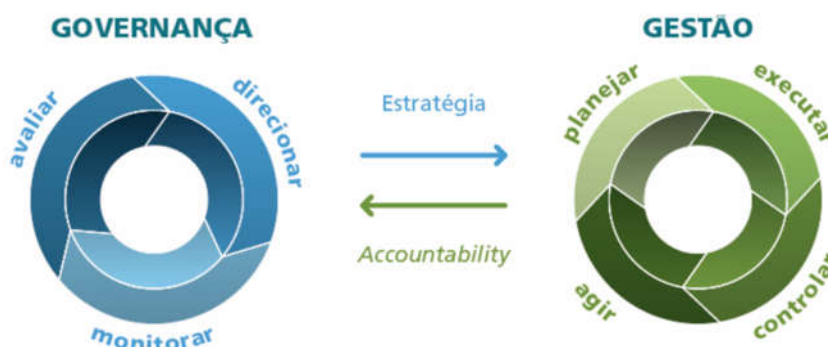 GOVERNANÇA
avaliar
direcionar
monitorar
Estratégia
Accountability
GESTÃO
planejar
executar
controlar
agir